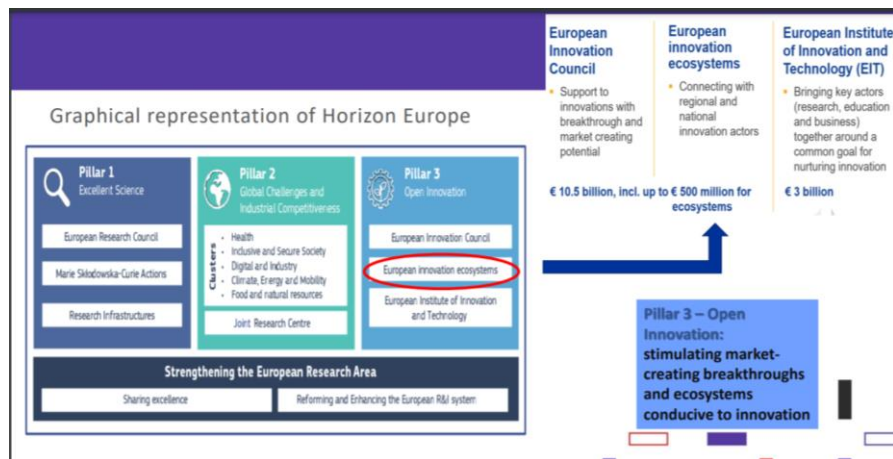 Graphical representation of Horizon Europe
Pillar 1
Excellent Science
European Research Council
Marie Skłodowska-Curie Actions
Research Infrastructures
Pillar 2
Global Challenges and
Industrial Competitiveness
Clusters
• Health
• Inclusive and Secure Society
• Digital and Industry
• Climate, Energy and Mobility
• Food and natural resources
Joint Research Centre
Pillar 3
Open Innovation
European Innovation Council
European innovation ecosystems
European Institute of Innovation
and Technology
Strengthening the European Research Area
Sharing excellence
Reforming and Enhancing the European R&I system
European
Innovation
Council
• Support to
innovations with
breakthrough and
market creating
potential
European
innovation
ecosystems
• Connecting with
regional and
national
innovation actors
European Institute
of Innovation and
Technology (EIT)
• Bringing key actors
(research, education
and business)
together around a
common goal for
nurturing innovation
€ 10.5 billion, incl. up to € 500 million for
ecosystems
€ 3 billion
Pillar 3 – Open
Innovation:
stimulating market-
creating breakthroughs
and ecosystems
conducive to innovation